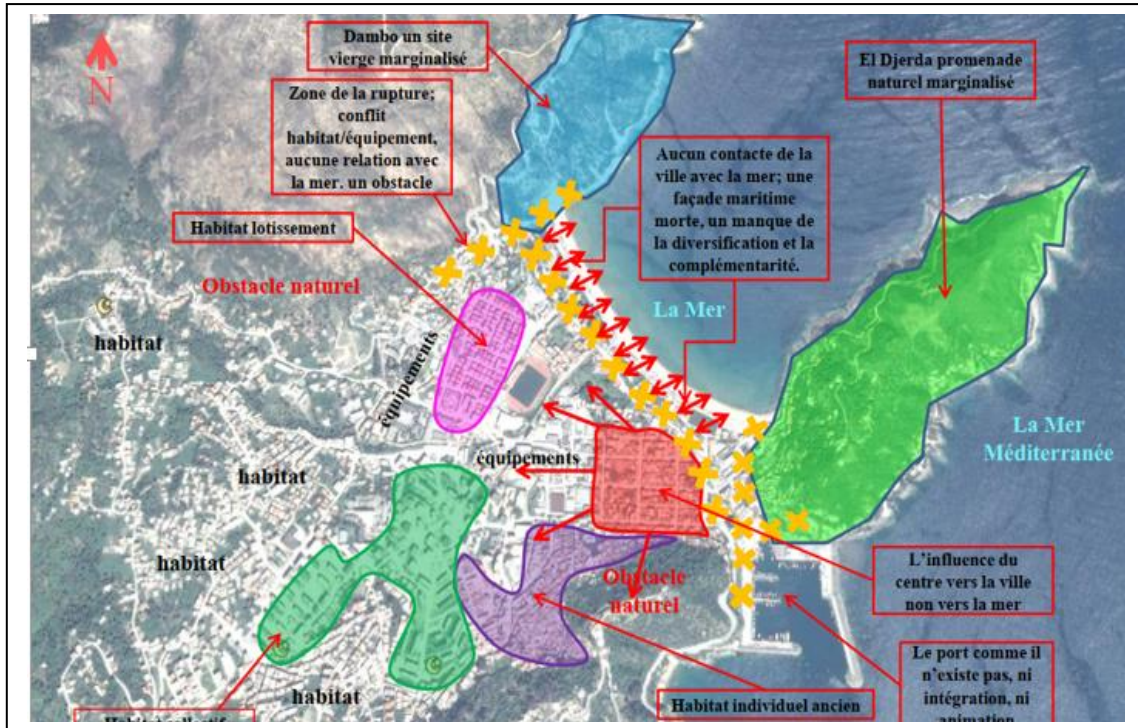 N
Dambo un site
vierge marginalisé
El Djerda promenade
naturel marginalisé
Zone de la rupture;
conflit
habitat/équipement,
aucune relation avec
la mer. un obstacle
Aucun contacte de la
ville avec la mer; une
façade maritime
morte, un manque de
la diversification et la
complémentarité.
Habitat lotissement
Obstacle naturel
La Mer
habitat
équipements
La Mer
Méditerranée
équipements
habitat
habitat
Obstacle
naturel
L’influence du
centre vers la ville
non vers la mer
habitat
Habitat individuel ancien
Le port comme il
n’existe pas, ni
intégration, ni
animation
Habitat collectif